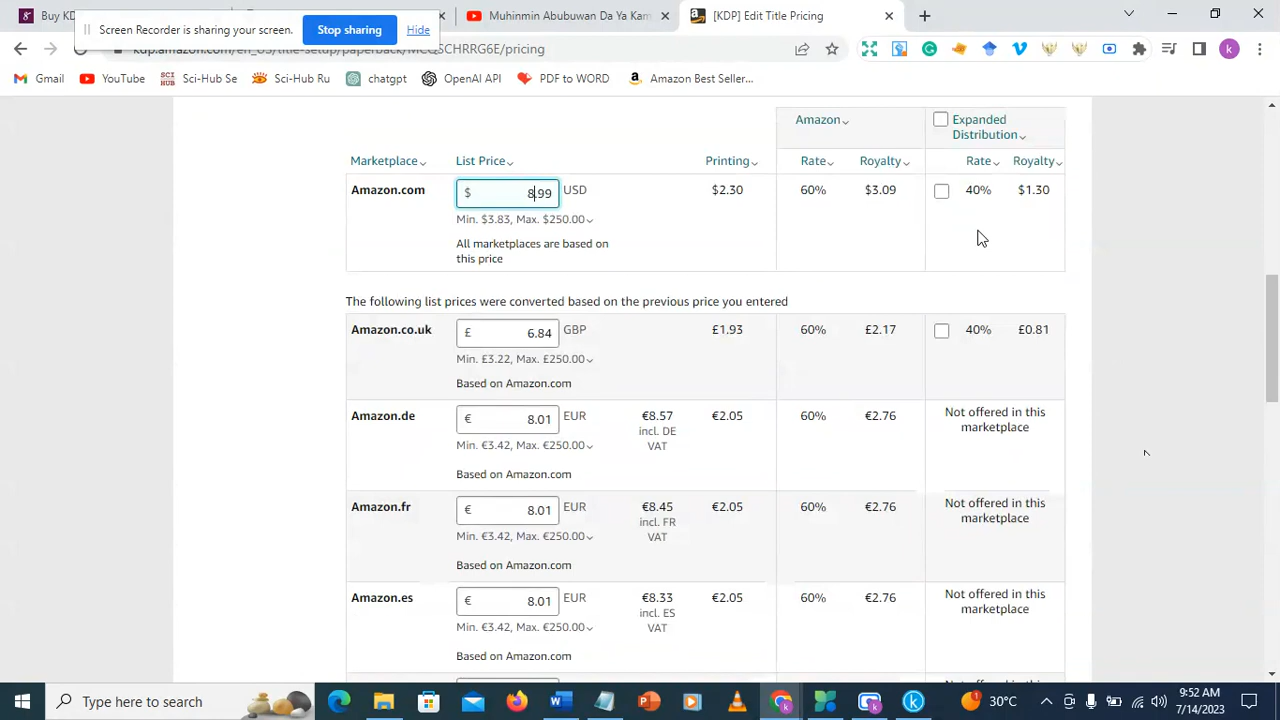 Buy KD
Muhinmin Abubuwan Da Ya Kam
[KDP] Edit Title Pricing
Screen Recorder is sharing your screen.
Stop sharing
Hide
kdp.amazon.com/en_US/title-setup/paperback/
/pricing
Gmail
YouTube
Sci-Hub Se
Sci-Hub Ru
chatgpt
OpenAI API
PDF to WORD
Amazon Best Seller...
Amazon
Expanded
Distribution
Marketplace
List Price
Printing
Rate
Royalty
Rate
Royalty
Amazon.com
$ 8.99 USD
$2.30
60%
$3.09
40%
$1.30
Min. $3.83, Max. $250.00
All marketplaces are based on
this price
The following list prices were converted based on the previous price you entered
Amazon.co.uk
£ 6.84 GBP
£1.93
60%
£2.17
40%
£0.81
Min. £3.22, Max. £250.00
Based on Amazon.com
Amazon.de
€ 8.01 EUR
€8.57
incl. DE
VAT
€2.05
60%
€2.76
Not offered in this
marketplace
Min. €3.42, Max. €250.00
Based on Amazon.com
Amazon.fr
€ 8.01 EUR
€8.45
incl. FR
VAT
€2.05
60%
€2.76
Not offered in this
marketplace
Min. €3.42, Max. €250.00
Based on Amazon.com
Amazon.es
€ 8.01 EUR
€8.33
incl. ES
VAT
€2.05
60%
€2.76
Not offered in this
marketplace
Min. €3.42, Max. €250.00
Based on Amazon.com
Type here to search
30°C
9:52 AM
7/14/2023